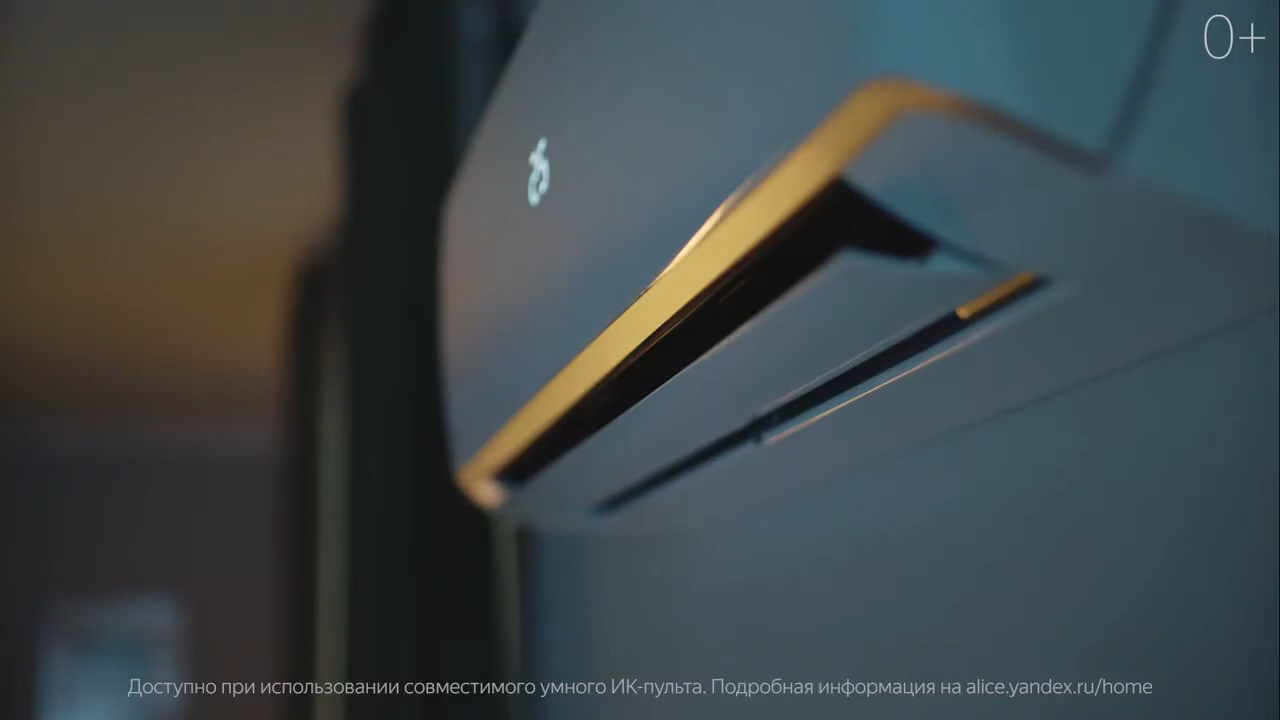 0+
Доступно при использовании совместимого умного ИК-пульта. Подробная информация на alice.yandex.ru/home